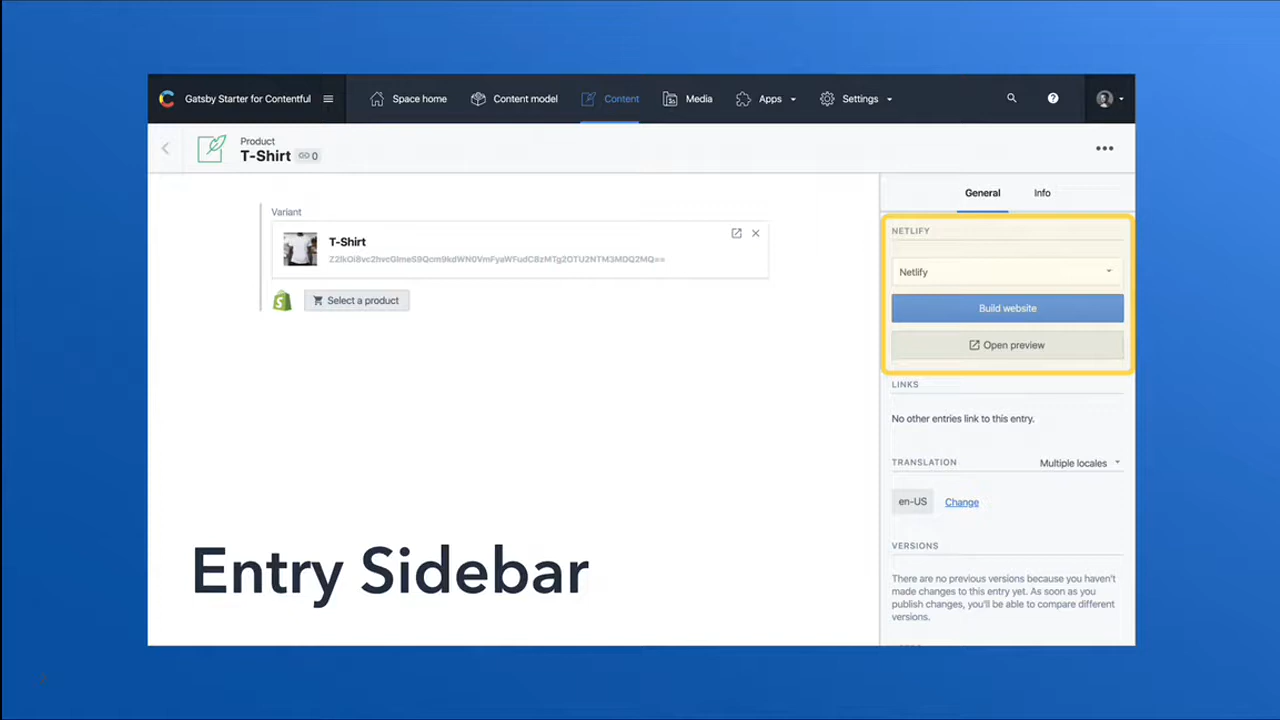 Gatsby Starter for Contentful
Space home
Content model
Content
Media
Apps
Settings
Product
T-Shirt
0
General
Info
Variant
T-Shirt
Select a product
NETLIFY
Netlify
Build website
Open preview
LINKS
No other entries link to this entry.
TRANSLATION
Multiple locales
en-US
Change
VERSIONS
There are no previous versions because you haven't
made changes to this entry yet. As soon as you
publish changes, you'll be able to compare different
versions.
Entry Sidebar